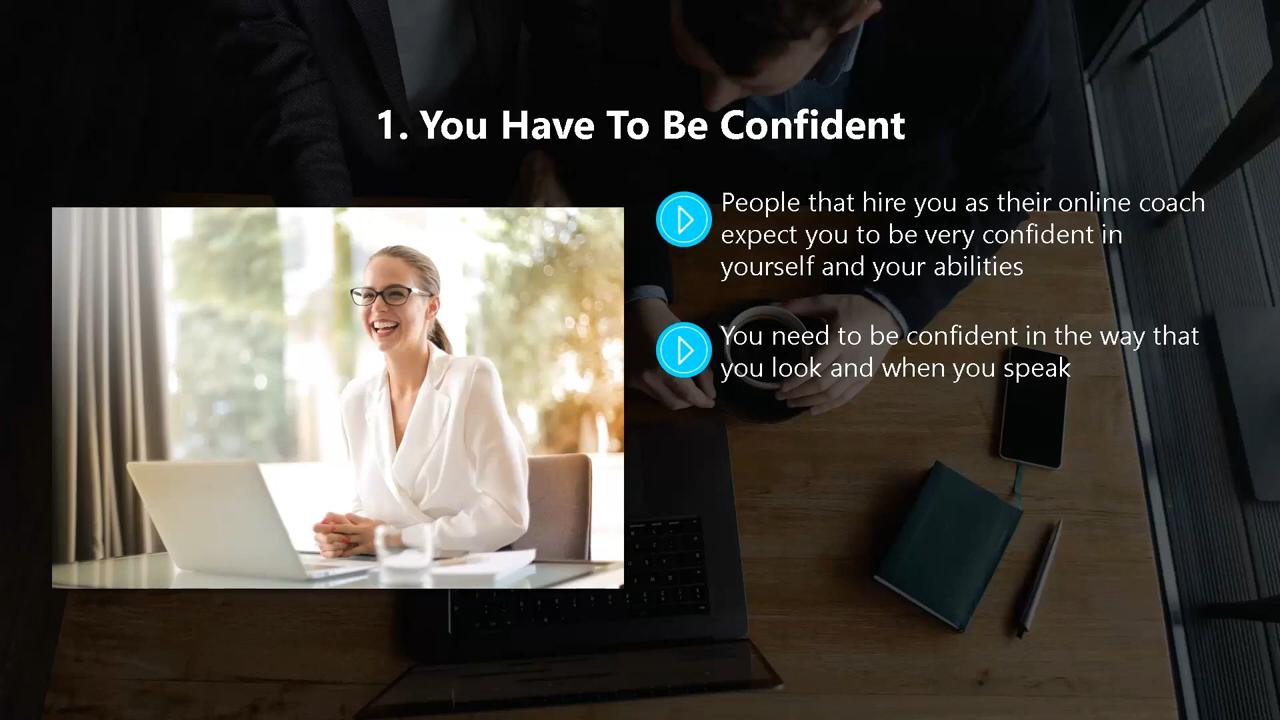 1. You Have To Be Confident
People that hire you as their online coach
expect you to be very confident in
yourself and your abilities
You need to be confident in the way that
you look and when you speak